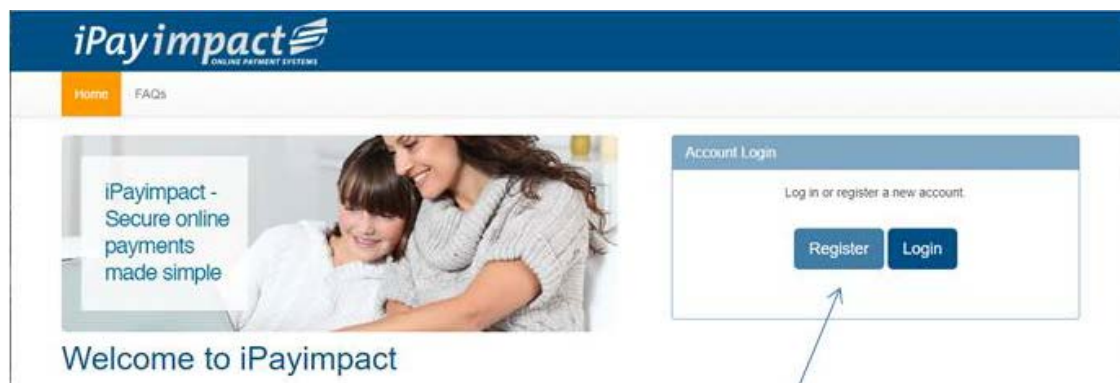 iPayimpact
ONLINE PAYMENT SYSTEMS
Home FAQs
iPayimpact -
Secure online
payments
made simple
Account Login
Log in or register a new account.
Register Login
Welcome to iPayimpact